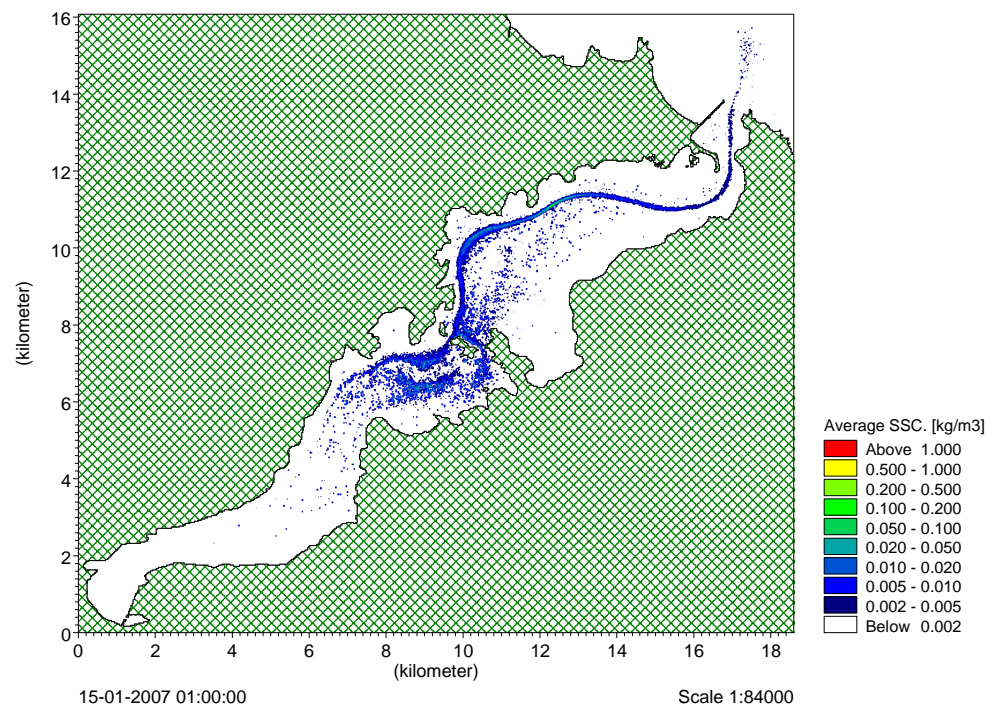 16
14
12
10
8
6
4
2
0
(kilometer)
0 2 4 6 8 10 12 14 16 18
(kilometer)
15-01-2007 01:00:00
Scale 1:84000
Average SSC. [kg/m3]
Above 1.000
0.500 - 1.000
0.200 - 0.500
0.100 - 0.200
0.050 - 0.100
0.020 - 0.050
0.010 - 0.020
0.005 - 0.010
0.002 - 0.005
Below 0.002